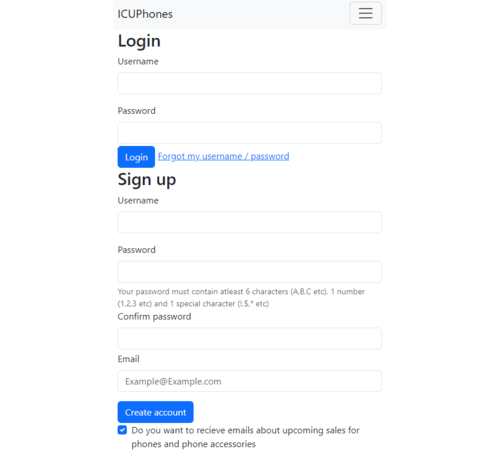 ICUPhones
Login
Username
Password
Login Forgot my username / password
Sign up
Username
Password
Your password must contain atleast 6 characters (A,B,C etc), 1 number
(1,2,3 etc) and 1 special character (!,$,* etc)
Confirm password
Email
Example@Example.com
Create account
Do you want to recieve emails about upcoming sales for
phones and phone accessories